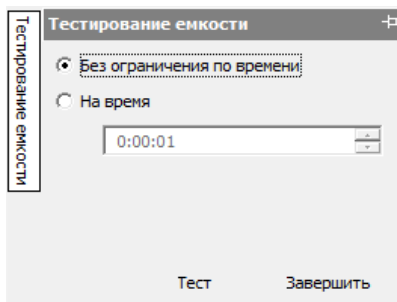 Тестирование емкости
Тестирование емкости
Без ограничения по времени
На время
0:00:01
Тест Завершить